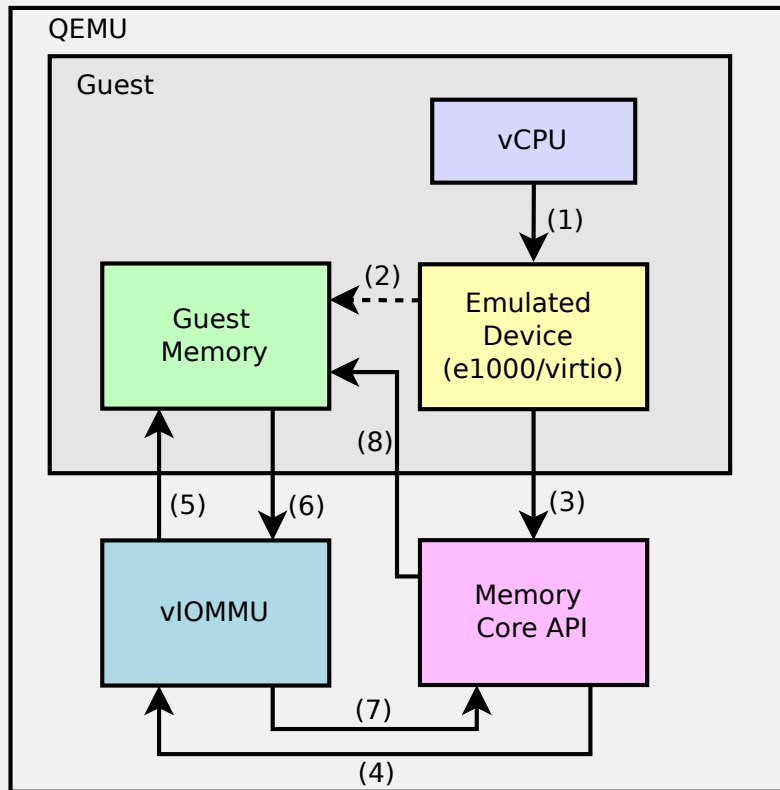 QEMU
Guest
vCPU
(1)
(2)
Guest
Memory
Emulated
Device
(e1000/virtio)
(8)
(5)
(6)
(3)
vIOMMU
Memory
Core API
(7)
(4)